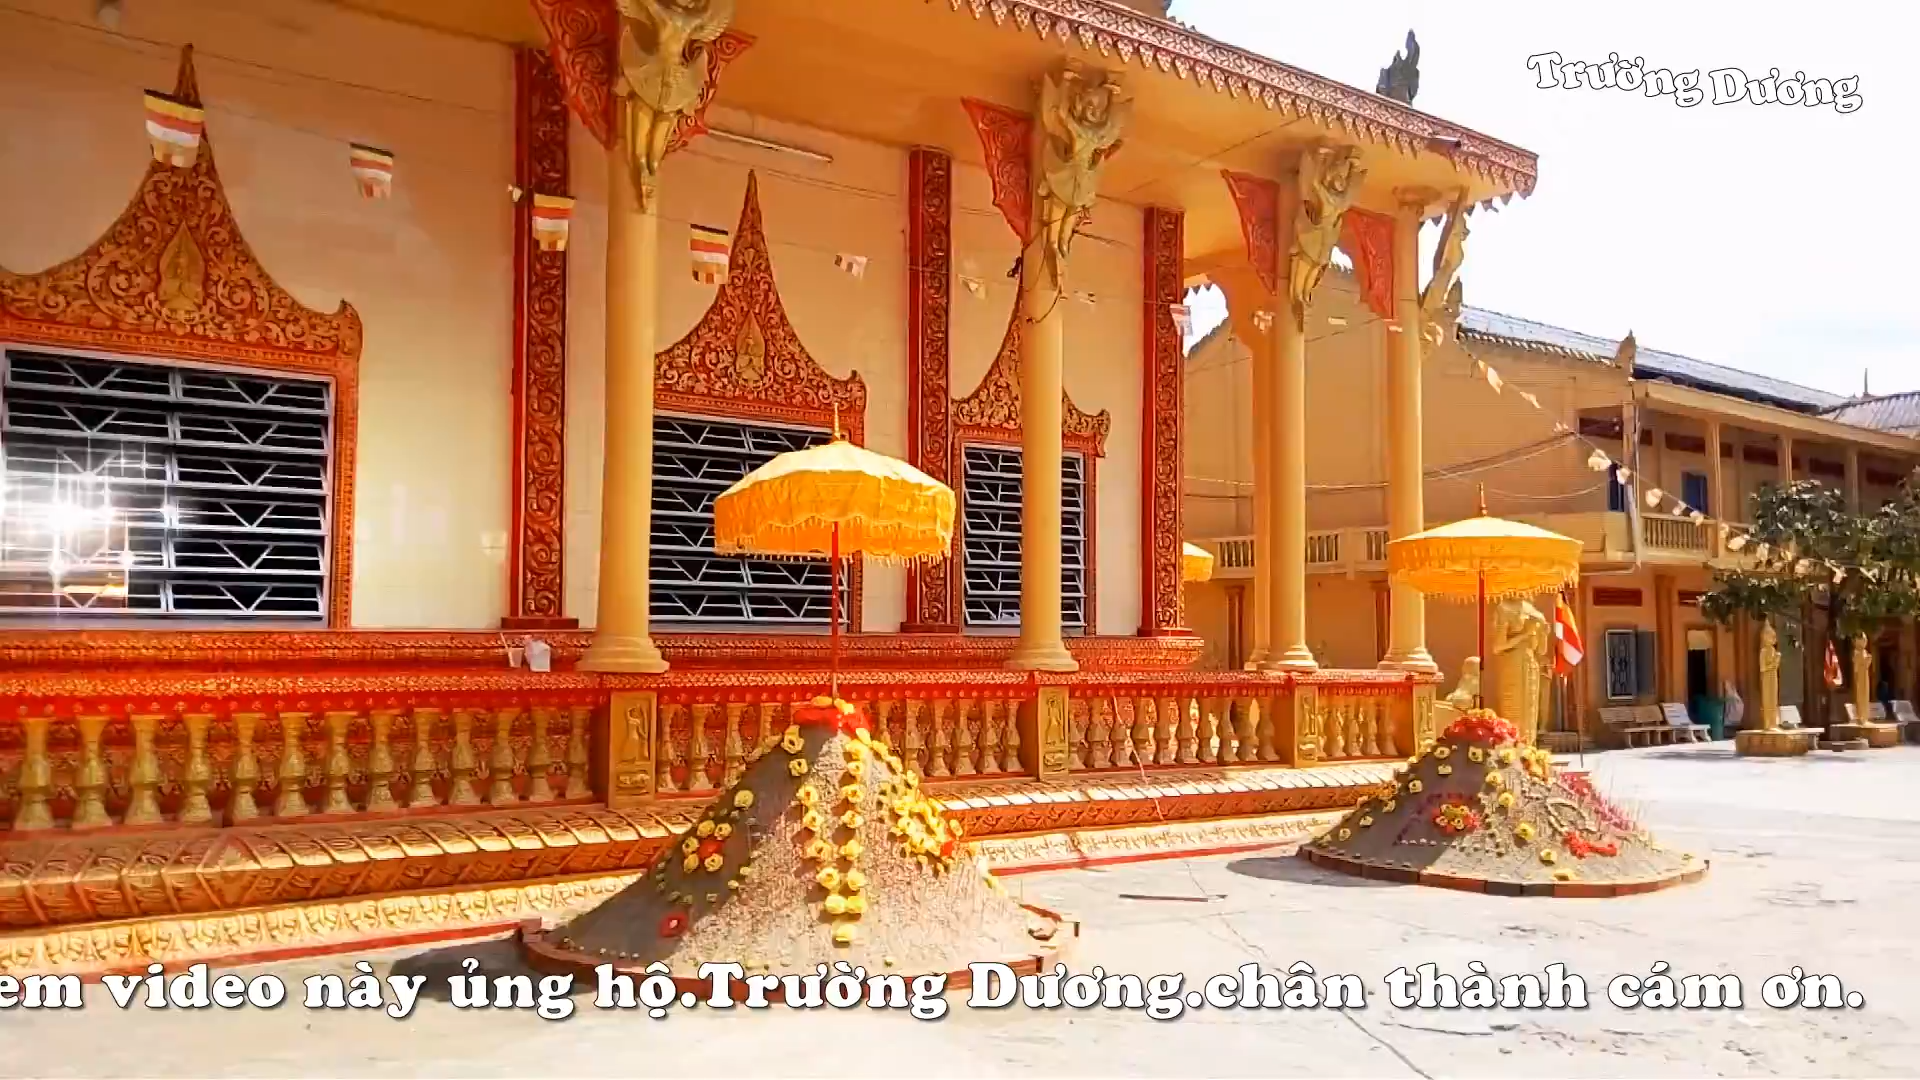 Trường Dương
em video này ủng hộ.Trường Dương.chân thành cám ơn.